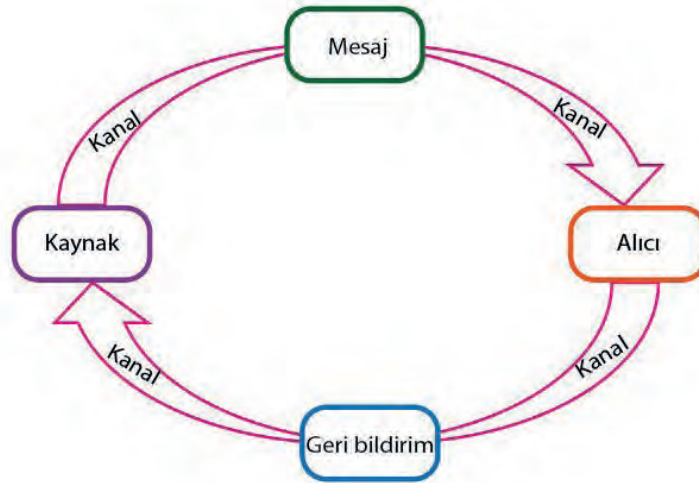 Mesaj
Kanal
Kanal
Kaynak
Alıcı
Kanal
Kanal
Geri bildirim